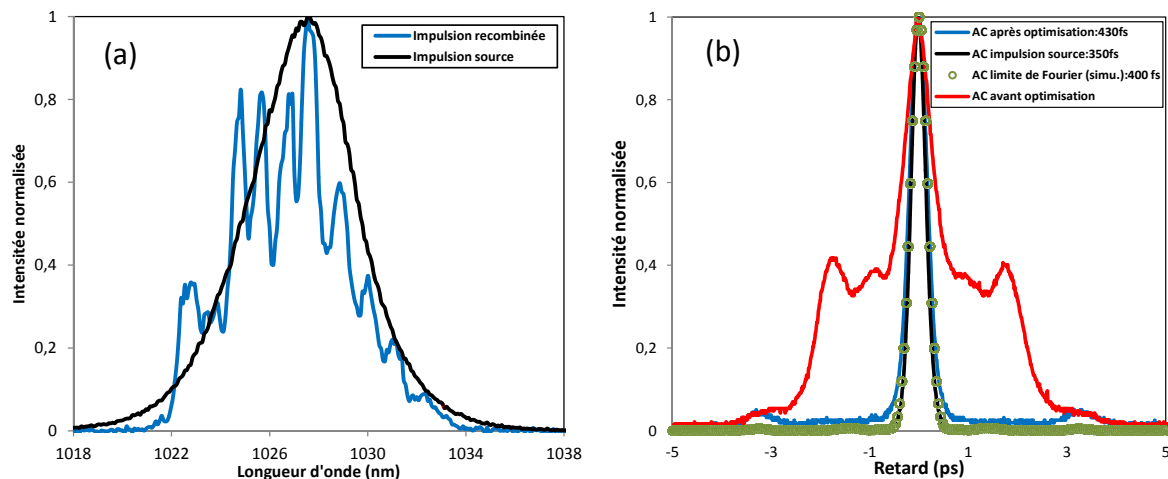 (a)
Impulsion recombinée
Impulsion source
Intensitée normalisée
1
0,8
0,6
0,4
0,2
0
1018
1022
1026
1030
1034
1038
Longueur d'onde (nm)
(b)
AC après optimisation:430fs
AC impulsion source:350fs
AC limite de Fourier (simu.):400 fs
AC avant optimisation
Intensité normalisée
1
0,8
0,6
0,4
0,2
0
-5
-3
-1
1
3
5
Retard (ps)